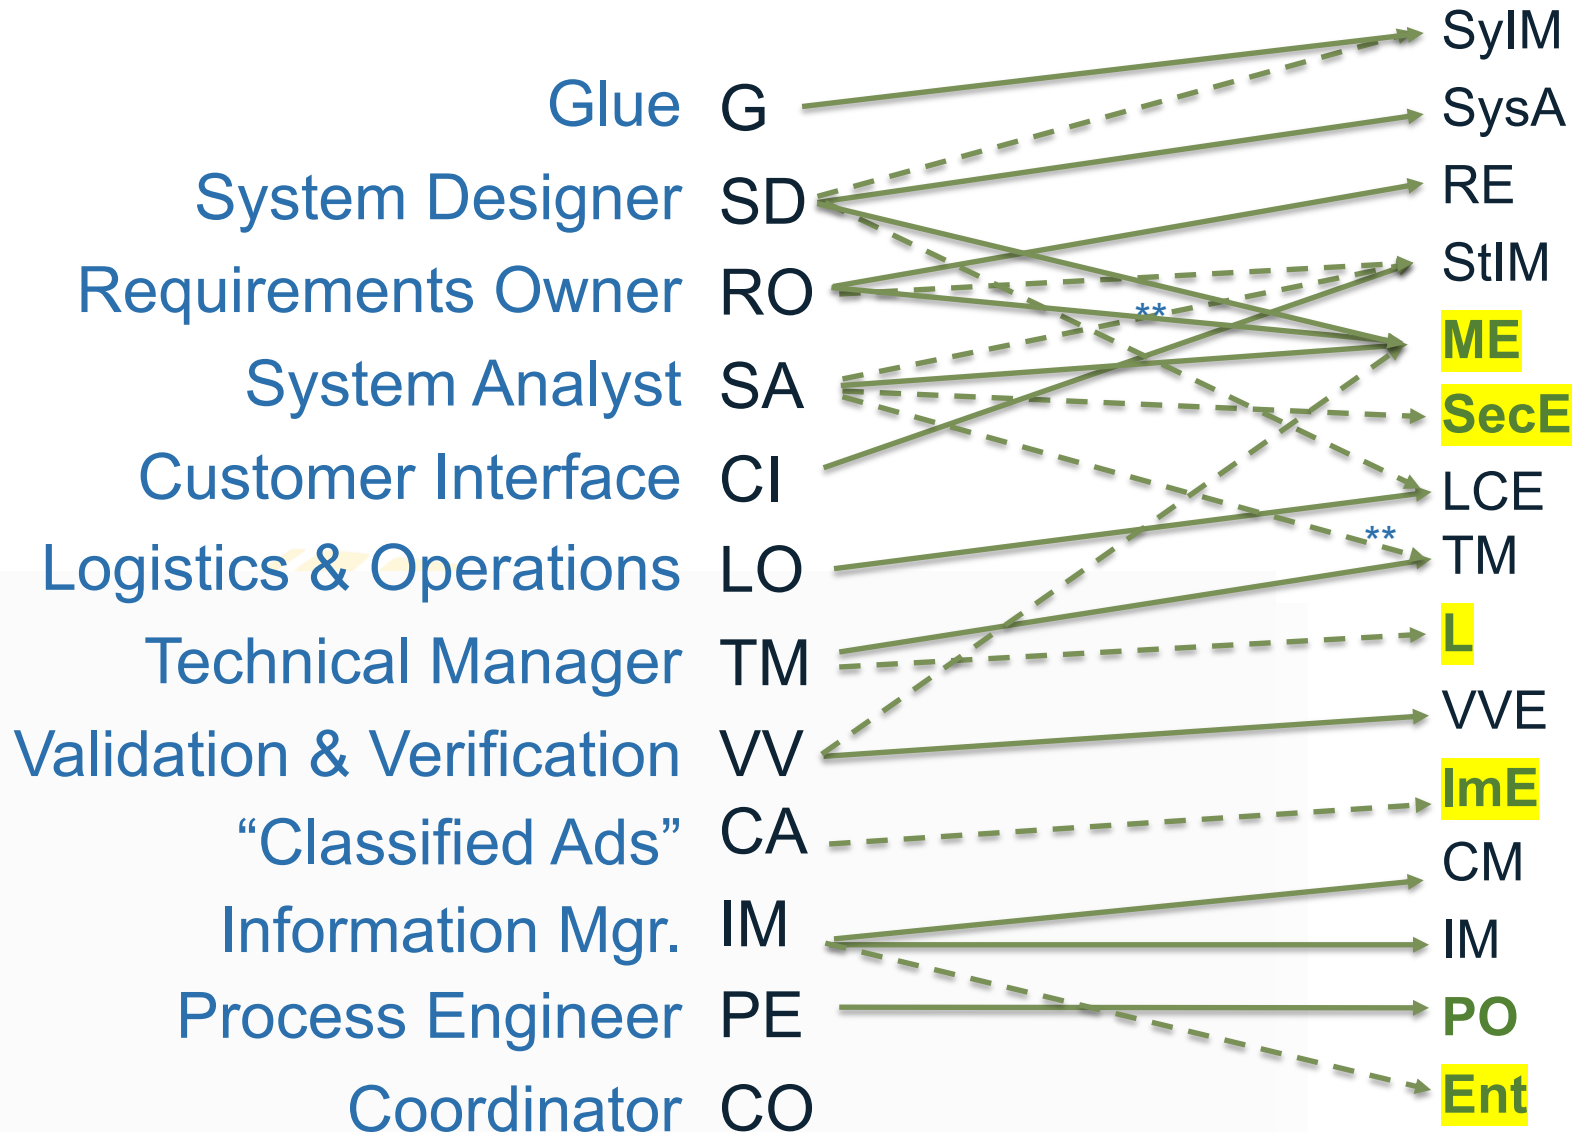 Glue G
System Designer SD
Requirements Owner RO
System Analyst SA
Customer Interface CI
Logistics & Operations LO
Technical Manager TM
Validation & Verification VV
“Classified Ads” CA
Information Mgr. IM
Process Engineer PE
Coordinator CO
**
**
SyIM
SysA
RE
StIM
ME
SecE
LCE
TM
L
VVE
ImE
CM
IM
PO
Ent